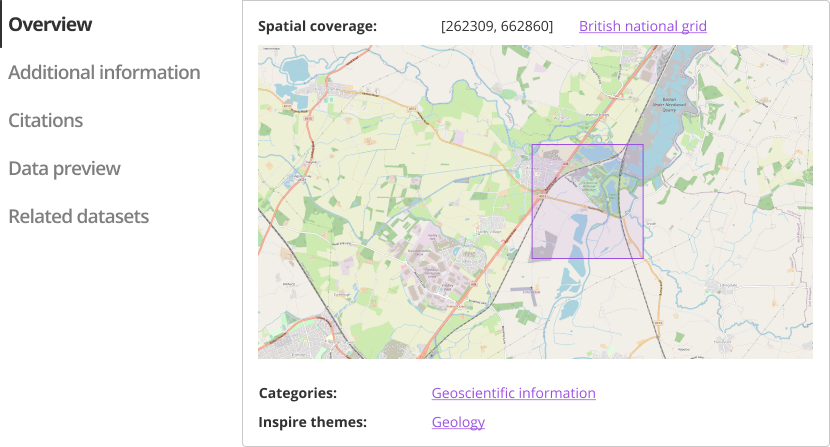 Overview
Additional information
Citations
Data preview
Related datasets
Spatial coverage: [262309, 662860] British national grid
Categories: Geoscientific information
Inspire themes: Geology